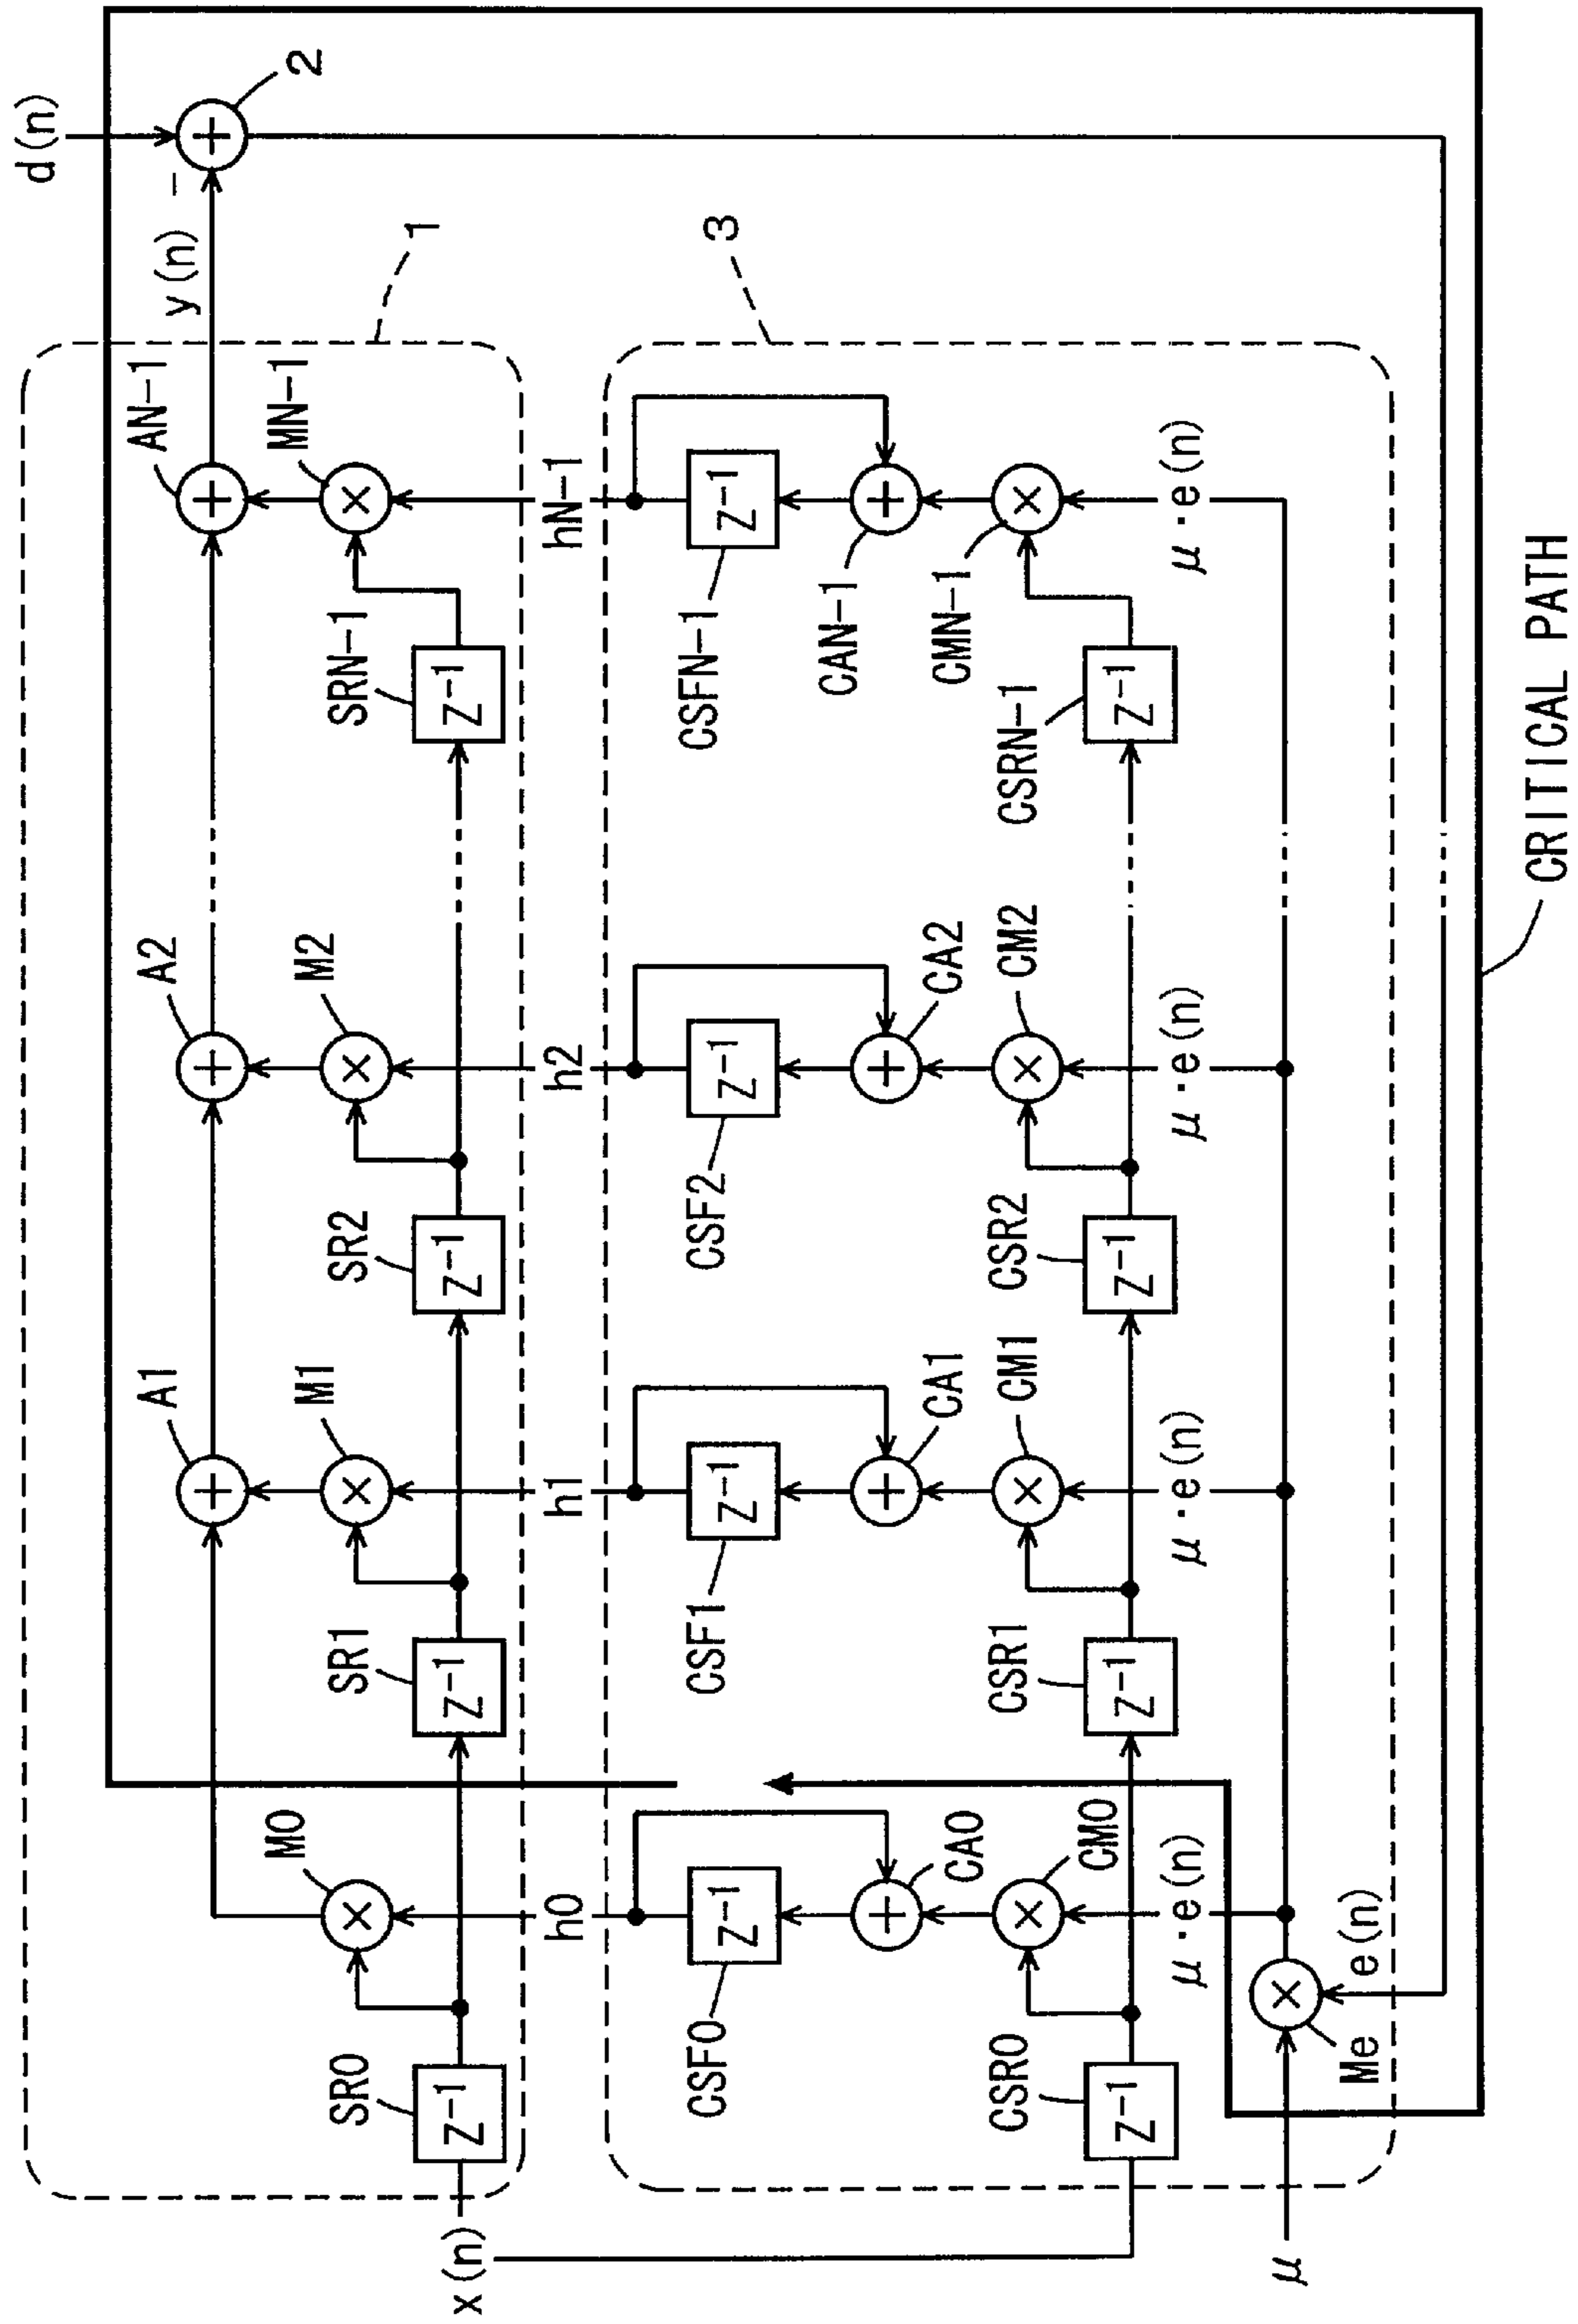 d(n)
2
y(n)
−
1
3
AN-1
MN-1
SRN-1
hN-1
Z-1
Z-1
CSFN-1
CAN-1
CMN-1
CSRN-1
Z-1
μ・e(n)
A2
M2
SR2
Z-1
h2
Z-1
CSF2
CA2
CM2
CSR2
Z-1
μ・e(n)
A1
M1
SR1
Z-1
h1
Z-1
CSF1
CA1
CM1
CSR1
Z-1
μ・e(n)
M0
SR0
Z-1
h0
Z-1
CSF0
CA0
CM0
CSR0
Z-1
μ・e(n)
e(n)
Me
x(n)
μ
CRITICAL PATH